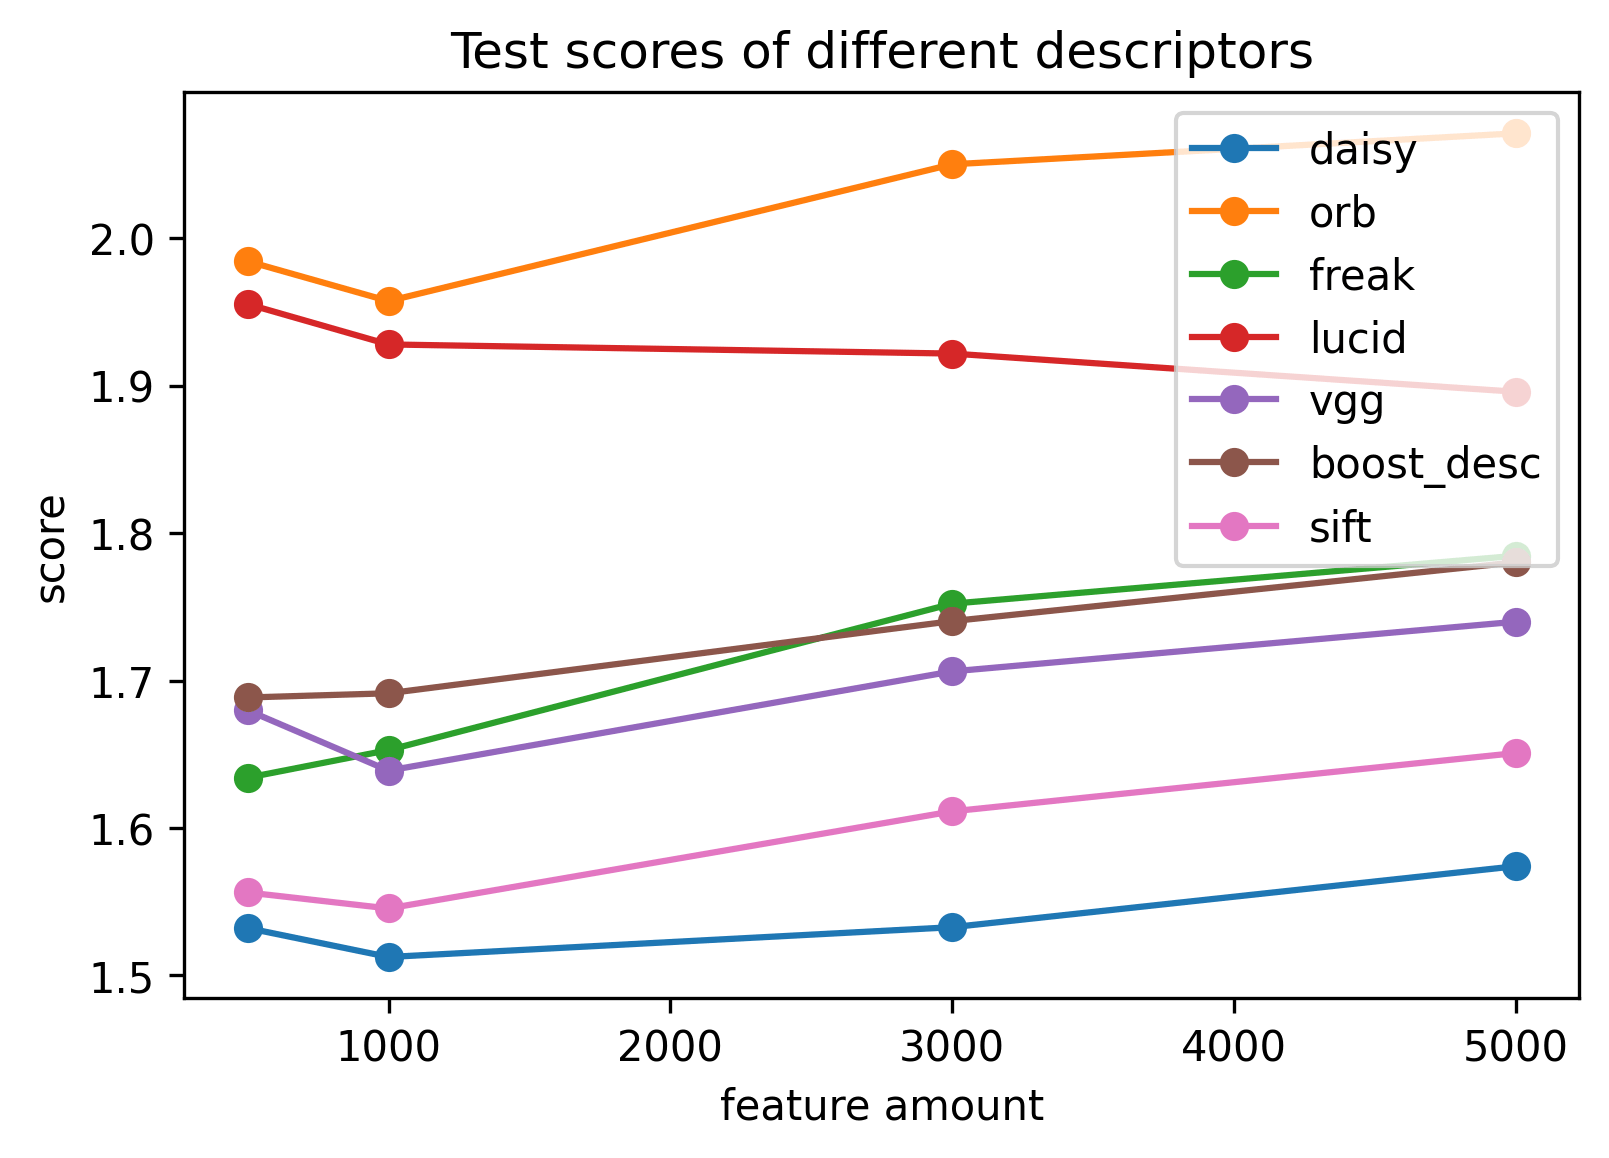 Test scores of different descriptors
daisy
orb
freak
lucid
vgg
boost_desc
sift
score
2.0
1.9
1.8
1.7
1.6
1.5
1000 2000 3000 4000 5000
feature amount